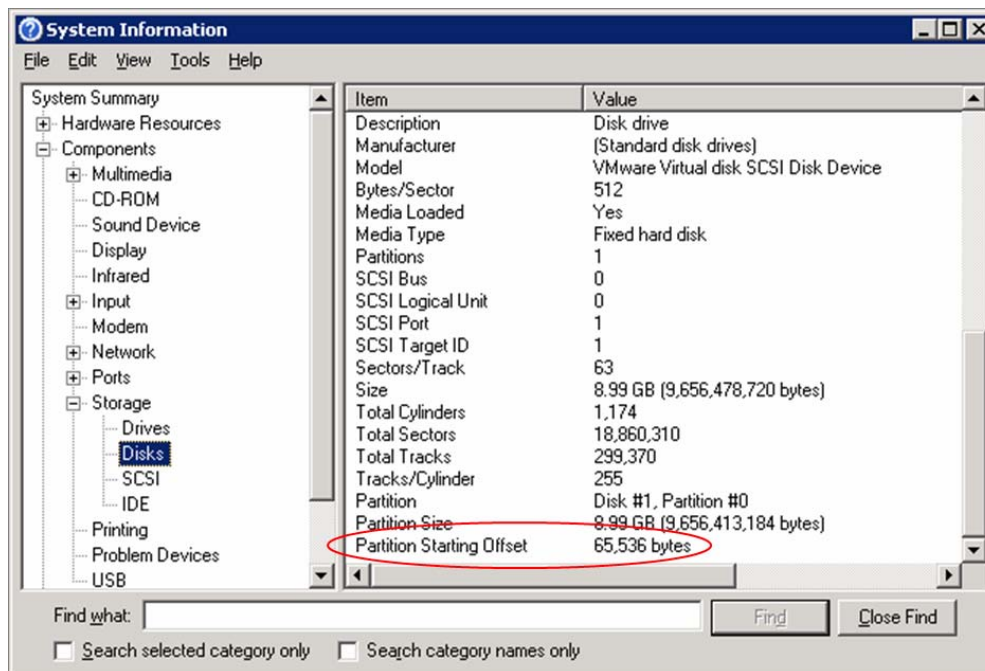 System Information
File Edit View Tools Help
System Summary
Hardware Resources
Components
Multimedia
CD-ROM
Sound Device
Display
Infrared
Input
Modem
Network
Ports
Storage
Drives
Disks
SCSI
IDE
Printing
Problem Devices
USB
Item Value
Description Disk drive
Manufacturer (Standard disk drives)
Model VMware Virtual disk SCSI Disk Device
Bytes/Sector 512
Media Loaded Yes
Media Type Fixed hard disk
Partitions 1
SCSI Bus 0
SCSI Logical Unit 0
SCSI Port 1
SCSI Target ID 1
Sectors/Track 63
Size 8.99 GB (9,656,478,720 bytes)
Total Cylinders 1,174
Total Sectors 18,860,310
Total Tracks 299,370
Tracks/Cylinder 255
Partition Disk #1, Partition #0
Partition Size 8.99 GB (9,656,413,184 bytes)
Partition Starting Offset 65,536 bytes
Find what: Find Close Find
Search selected category only Search category names only